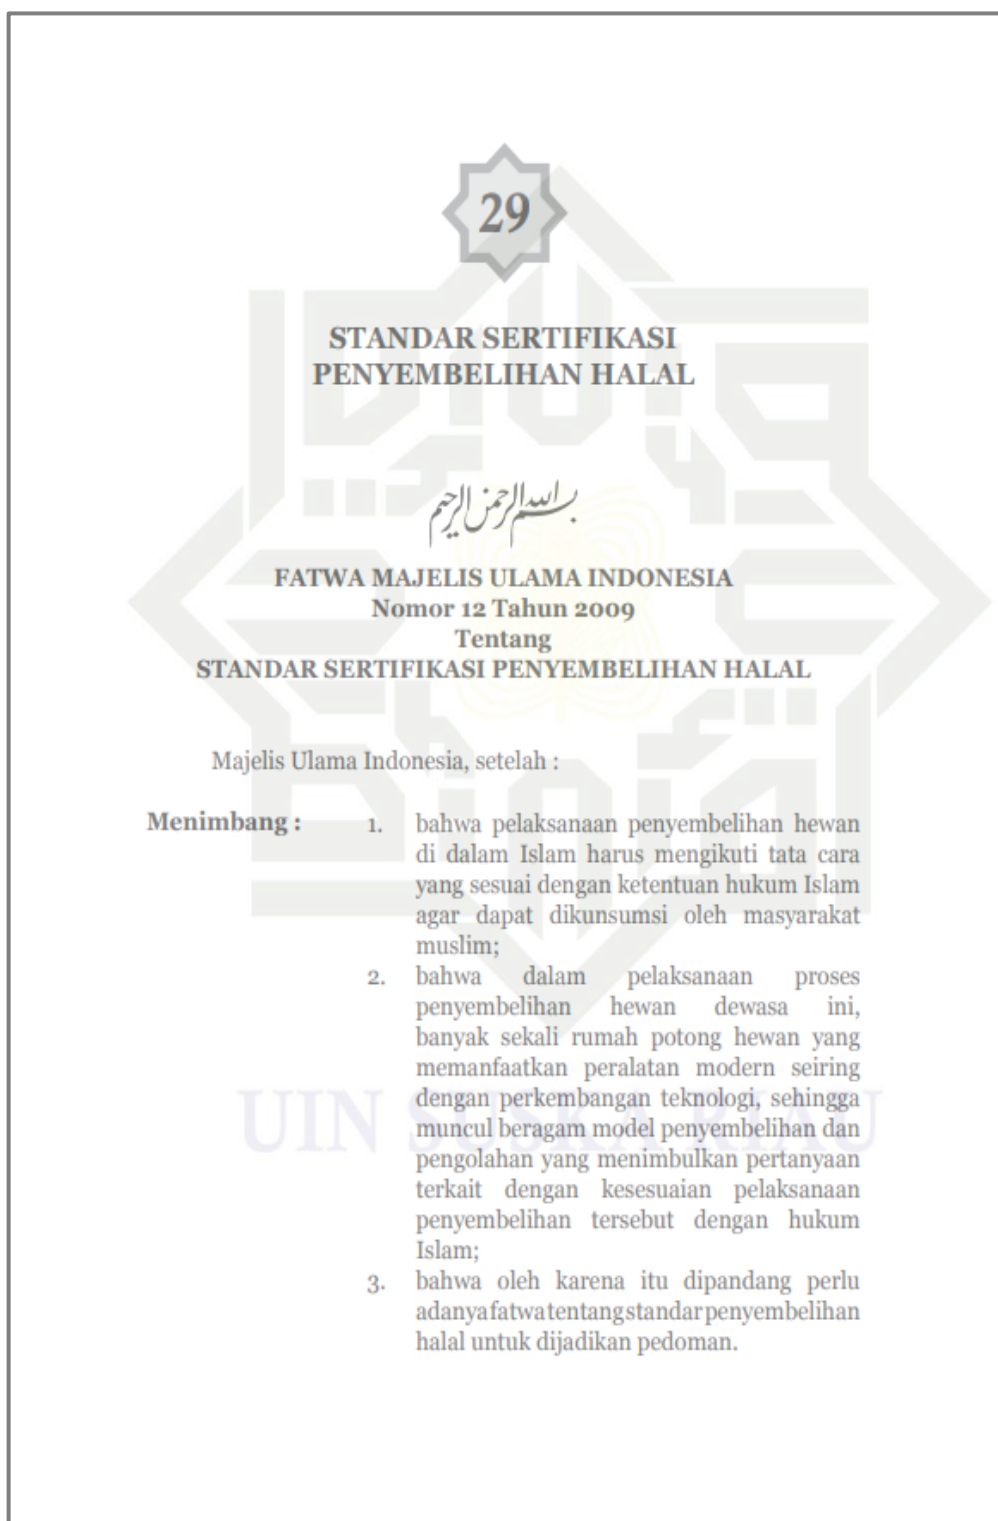 29
STANDAR SERTIFIKASI
PENYEMBELIHAN HALAL
بسم الله الرحمن الرحيم
FATWA MAJELIS ULAMA INDONESIA
Nomor 12 Tahun 2009
Tentang
STANDAR SERTIFIKASI PENYEMBELIHAN HALAL
Majelis Ulama Indonesia, setelah :
Menimbang : 1. bahwa pelaksanaan penyembelihan hewan
di dalam Islam harus mengikuti tata cara
yang sesuai dengan ketentuan hukum Islam
agar dapat dikunsumsi oleh masyarakat
muslim;
2. bahwa dalam pelaksanaan proses
penyembelihan hewan dewasa ini,
banyak sekali rumah potong hewan yang
memanfaatkan peralatan modern seiring
dengan perkembangan teknologi, sehingga
muncul beragam model penyembelihan dan
pengolahan yang menimbulkan pertanyaan
terkait dengan kesesuaian pelaksanaan
penyembelihan tersebut dengan hukum
Islam;
3. bahwa oleh karena itu dipandang perlu
adanya fatwa tentang standar penyembelihan
halal untuk dijadikan pedoman.
UIN SUSKA RIAU